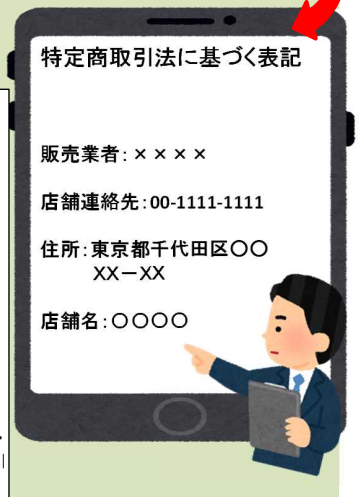 特定商取引法に基づく表記
販売業者:××××
店舗連絡先:00-1111-1111
住所:東京都千代田区〇〇
XX－XX
店舗名:〇〇〇〇